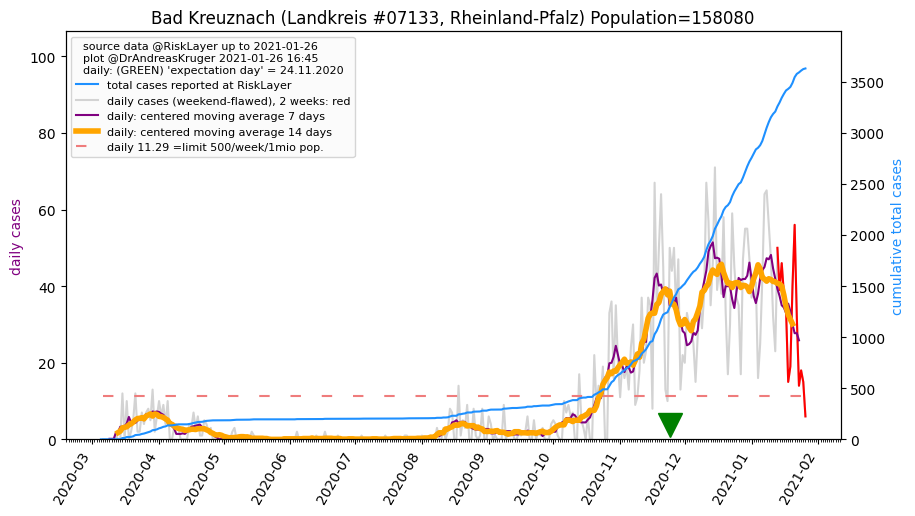 Bad Kreuznach (Landkreis #07133, Rheinland-Pfalz) Population=158080
source data @RiskLayer up to 2021-01-26
plot @DrAndreasKruger 2021-01-26 16:45
daily: (GREEN) 'expectation day' = 24.11.2020
total cases reported at RiskLayer
daily cases (weekend-flawed), 2 weeks: red
daily: centered moving average 7 days
daily: centered moving average 14 days
daily 11.29 =limit 500/week/1mio pop.
daily cases
100
80
60
40
20
0
cumulative total cases
3500
3000
2500
2000
1500
1000
500
0
2020-03
2020-04
2020-05
2020-06
2020-07
2020-08
2020-09
2020-10
2020-11
2020-12
2021-01
2021-02